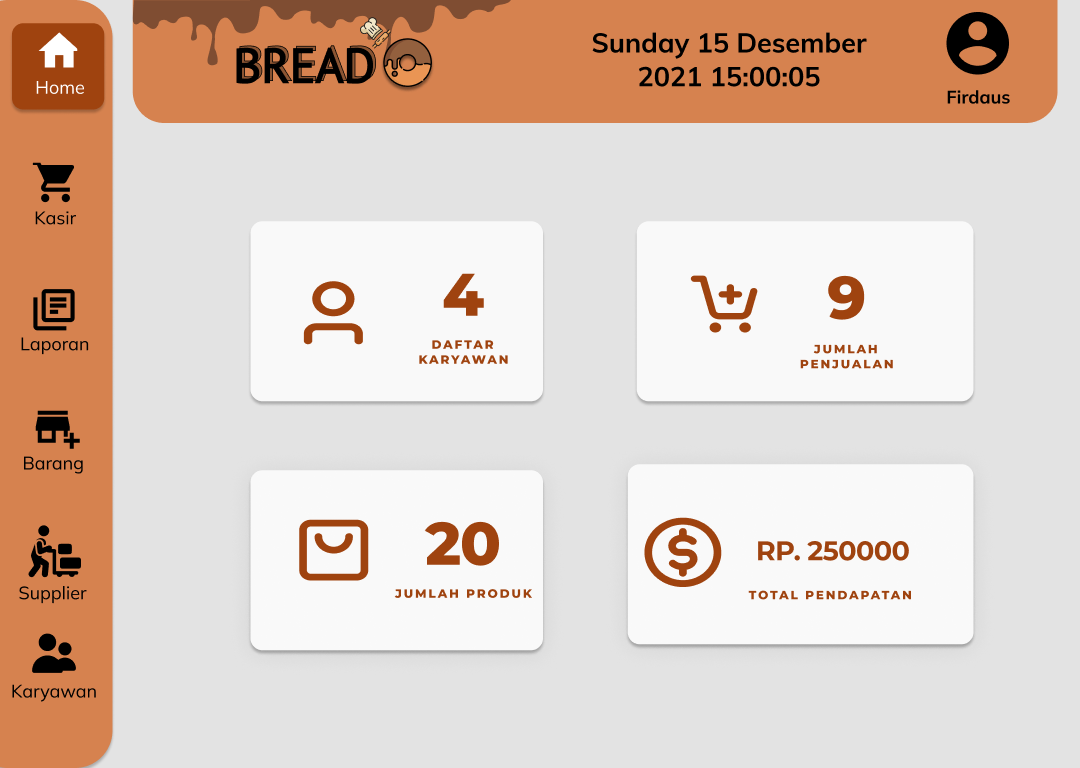 Home
Kasir
Laporan
Barang
Supplier
Karyawan
BREAD
Sunday 15 Desember
2021 15:00:05
Firdaus
4
DAFTAR
KARYAWAN
9
JUMLAH
PENJUALAN
20
JUMLAH PRODUK
RP. 250000
TOTAL PENDAPATAN